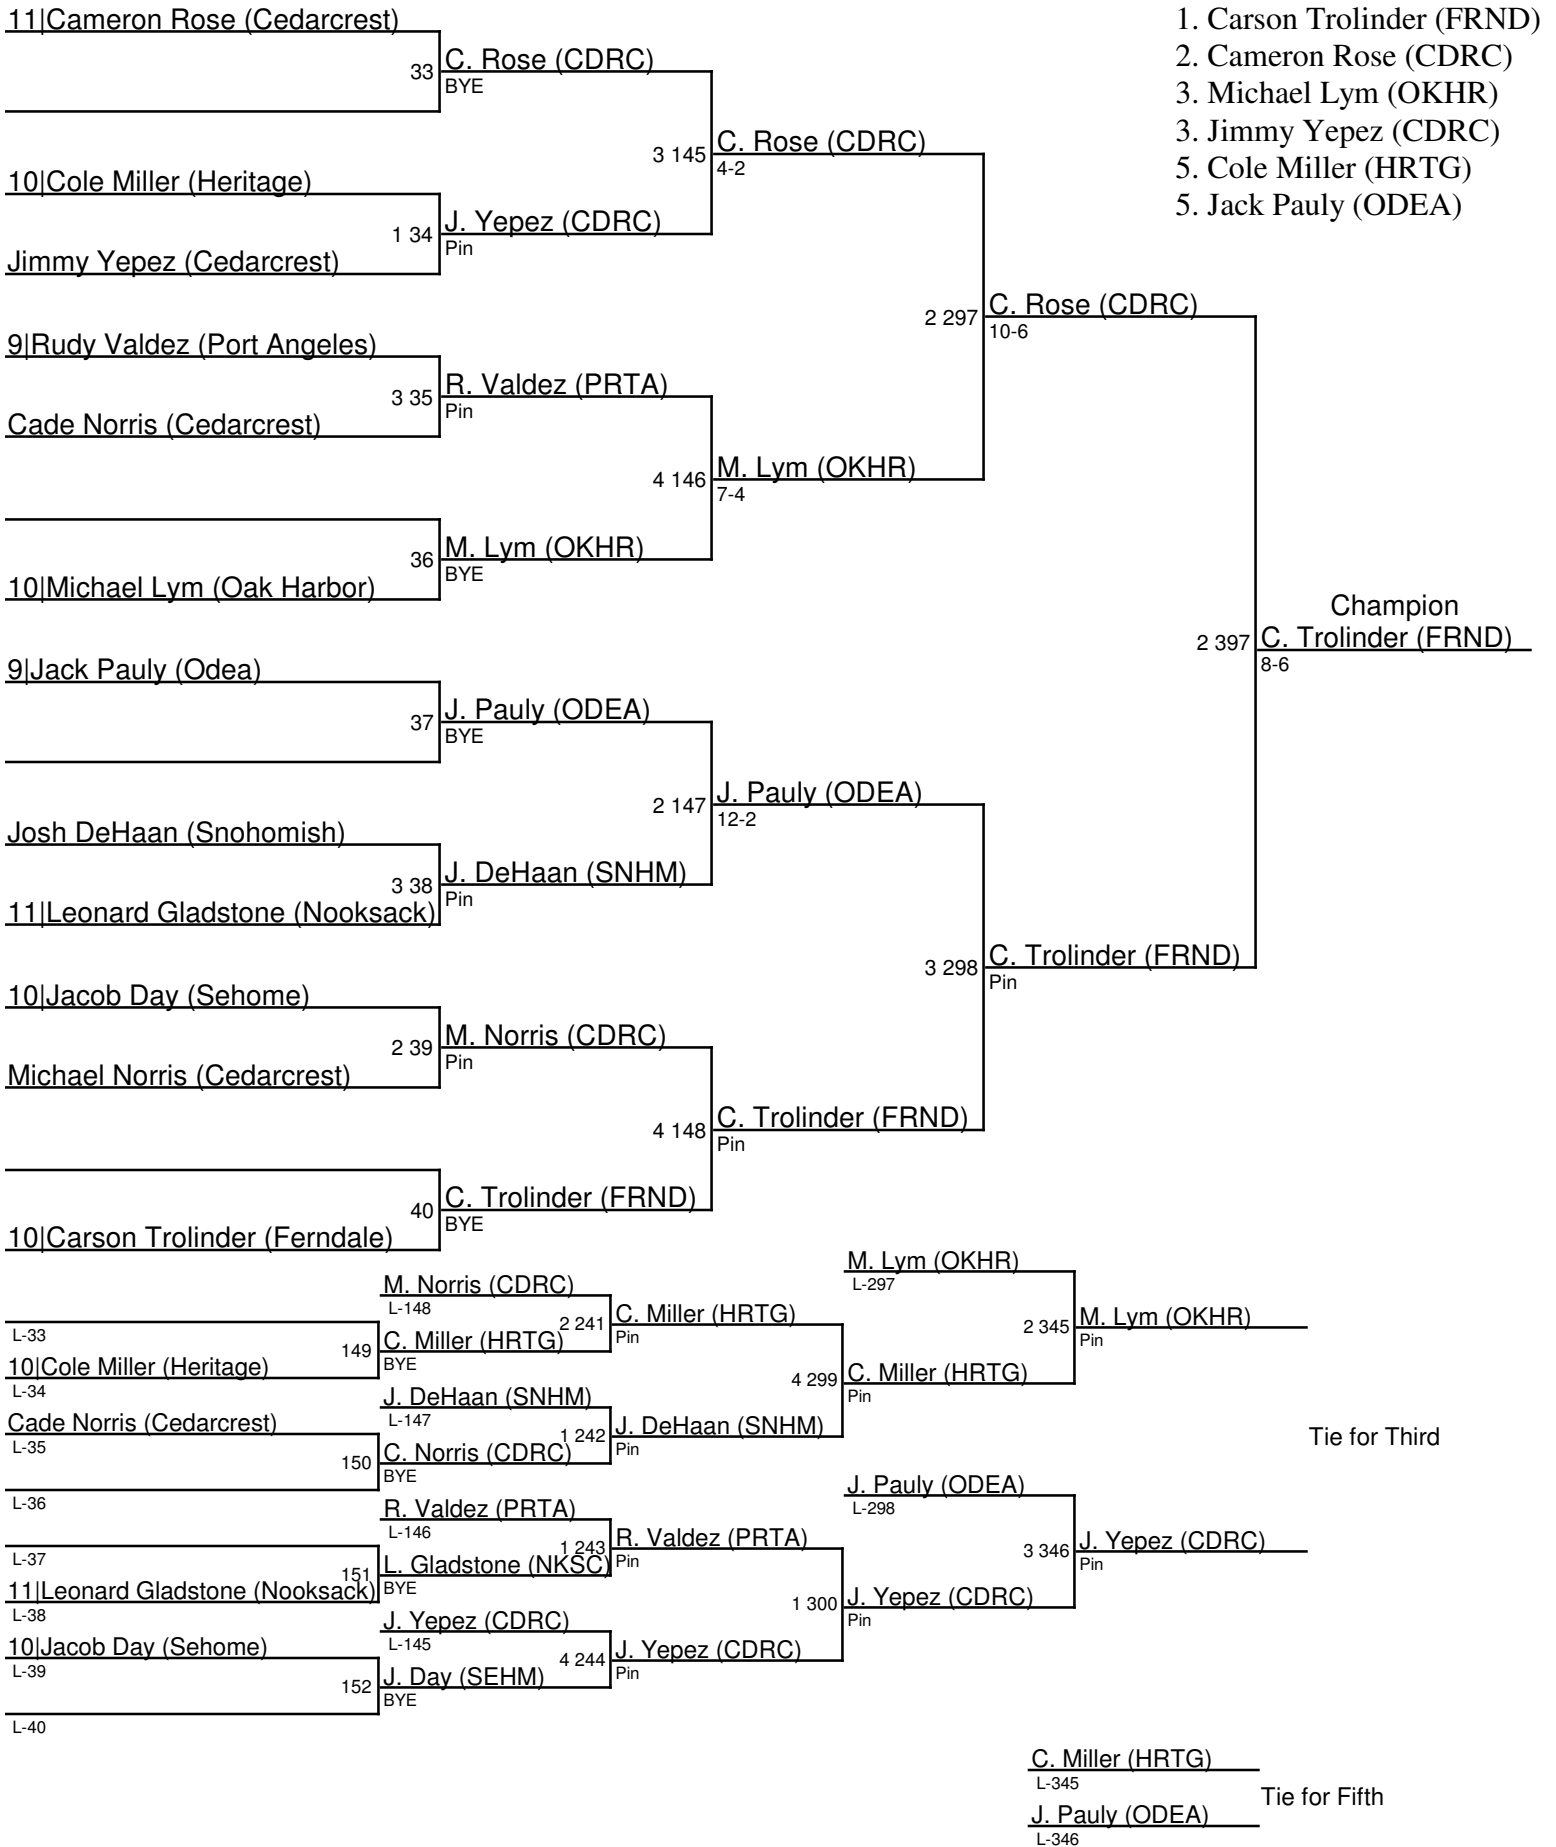 11|Cameron Rose (Cedarcrest)
33
C. Rose (CDRC)
BYE
10|Cole Miller (Heritage)
1 34
J. Yepez (CDRC)
Pin
Jimmy Yepez (Cedarcrest)
3 145
C. Rose (CDRC)
4-2
9|Rudy Valdez (Port Angeles)
3 35
R. Valdez (PRTA)
Pin
Cade Norris (Cedarcrest)
36
M. Lym (OKHR)
BYE
10|Michael Lym (Oak Harbor)
4 146
M. Lym (OKHR)
7-4
2 297
C. Rose (CDRC)
10-6
9|Jack Pauly (Odea)
37
J. Pauly (ODEA)
BYE
Josh DeHaan (Snohomish)
3 38
J. DeHaan (SNHM)
Pin
11|Leonard Gladstone (Nooksack)
2 147
J. Pauly (ODEA)
12-2
10|Jacob Day (Sehome)
2 39
M. Norris (CDRC)
Pin
Michael Norris (Cedarcrest)
40
C. Trolinder (FRND)
BYE
10|Carson Trolinder (Ferndale)
4 148
C. Trolinder (FRND)
Pin
3 298
C. Trolinder (FRND)
Pin
Champion
2 397
C. Trolinder (FRND)
8-6
1. Carson Trolinder (FRND)
2. Cameron Rose (CDRC)
3. Michael Lym (OKHR)
3. Jimmy Yepez (CDRC)
5. Cole Miller (HRTG)
5. Jack Pauly (ODEA)
L-33
149
10|Cole Miller (Heritage)
L-34
M. Norris (CDRC)
L-148
C. Miller (HRTG)
BYE
2 241
C. Miller (HRTG)
Pin
Cade Norris (Cedarcrest)
L-35
150
L-36
J. DeHaan (SNHM)
L-147
C. Norris (CDRC)
BYE
1 242
J. DeHaan (SNHM)
Pin
4 299
C. Miller (HRTG)
Pin
M. Lym (OKHR)
L-297
2 345
M. Lym (OKHR)
Pin
L-37
151
11|Leonard Gladstone (Nooksack)
L-38
R. Valdez (PRTA)
L-146
L. Gladstone (NKSC)
BYE
1 243
R. Valdez (PRTA)
Pin
10|Jacob Day (Sehome)
L-39
152
L-40
J. Yepez (CDRC)
L-145
J. Day (SEHM)
BYE
4 244
J. Yepez (CDRC)
Pin
1 300
J. Yepez (CDRC)
Pin
J. Pauly (ODEA)
L-298
3 346
J. Yepez (CDRC)
Pin
Tie for Third
C. Miller (HRTG)
L-345
J. Pauly (ODEA)
L-346
Tie for Fifth